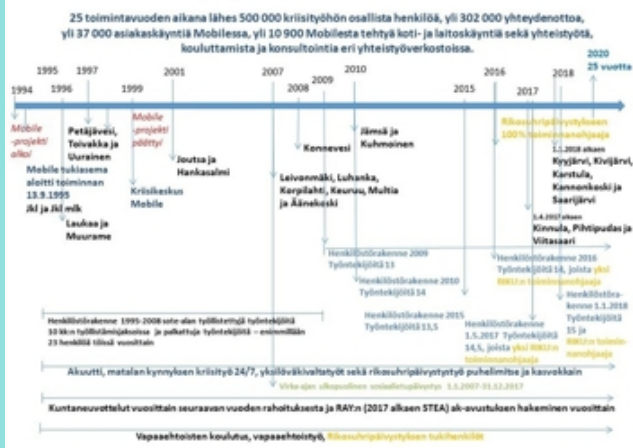 25 toimintavuoden aikana lähes 500 000 kriisityöhön osallista henkilöä, yli 302 000 yhteydenottoa,
yli 37 000 asiakaskäyntiä Mobilessa, yli 10 900 Mobilesta tehtyä koti- ja laitoskäyntiä sekä yhteistyötä,
kouluttamista ja konsultointia eri yhteistyöverkostoissa.
2020
25 vuotta
1994
1995
1996
1997
1999
2001
2007
2008
2009
2010
2015
2016
2017
2018
Mobile
-projekti
alkoi
Mobile tukiasema
aloitti toiminnan
13.9.1995
Jkl ja Jkl mlk
Laukaa ja
Muurame
Petäjävesi,
Toivakka ja
Uurainen
Mobile
-projekti
päättyi
Kriisikeskus
Mobile
Joutsa ja
Hankasalmi
Leivonmäki, Luhanka,
Korpilahti, Keuruu, Multia
ja Äänekoski
Konnevesi
Jämsä ja
Kuhmoinen
Rikosuhripäivystykseen
100% toiminnanohjaaja
1.1.2018 alkaen
Kyyjärvi, Kivijärvi,
Karstula,
Kannonkoski ja
Saarijärvi
1.4.2017 alkaen
Kinnula, Pihtipudas ja
Viitasaari
Henkilöstörakenne 2009
Työntekijöitä 13
Henkilöstörakenne 2010
Työntekijöitä 14
Henkilöstörakenne 2015
Työntekijöitä 13,5
Henkilöstörakenne 2016
Työntekijöitä 14, joista yksi
RIKU:n toiminnanohjaaja
Henkilöstörakenne
1.5.2017 Työntekijöitä
14,5, joista yksi RIKU:n
toiminnanohjaaja
Henkilöstöra-
kenne 1.1.2018
Työntekijöitä
15 ja
RIKU:n toimin-
nanohjaaja
Henkilöstörakenne 1995-2008 sote-alan työllistettyjä työntekijöitä
10 kk:n työllistämisjaksoissa ja palkattuja työntekijöitä – enimmillään
23 henkilöä töissä vuosittain
Akuutti, matalan kynnyksen kriisityö 24/7, yksilöväkivaltatyö sekä rikosuhripäivystystyö puhelimitse ja kasvokkain
Virka-ajan ulkopuolinen sosiaalipäivystys 1.1.2007-31.12.2017
Kuntaneuvottelut vuosittain seuraavan vuoden rahoituksesta ja RAY:n (2017 alkaen STEA) ak-avustuksen hakeminen vuosittain
Vapaaehtoisten koulutus, vapaaehtoistyö, Rikosuhripäivystyksen tukihenkilöt